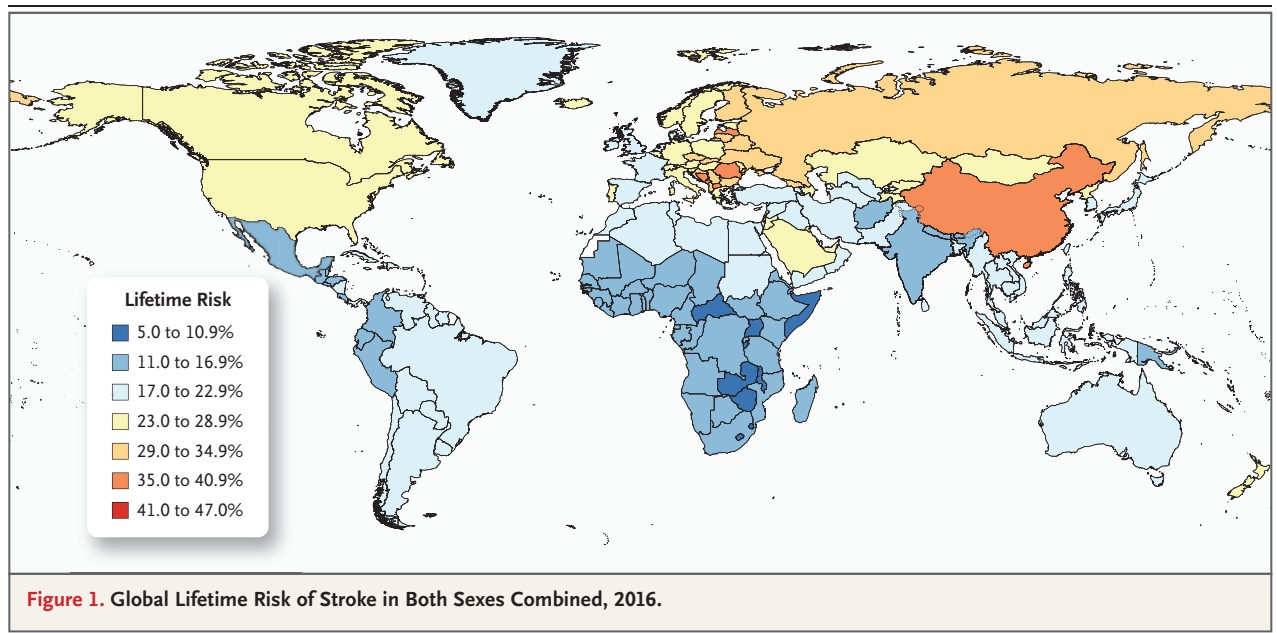 Lifetime Risk
5.0 to 10.9%
11.0 to 16.9%
17.0 to 22.9%
23.0 to 28.9%
29.0 to 34.9%
35.0 to 40.9%
41.0 to 47.0%
Figure 1. Global Lifetime Risk of Stroke in Both Sexes Combined, 2016.